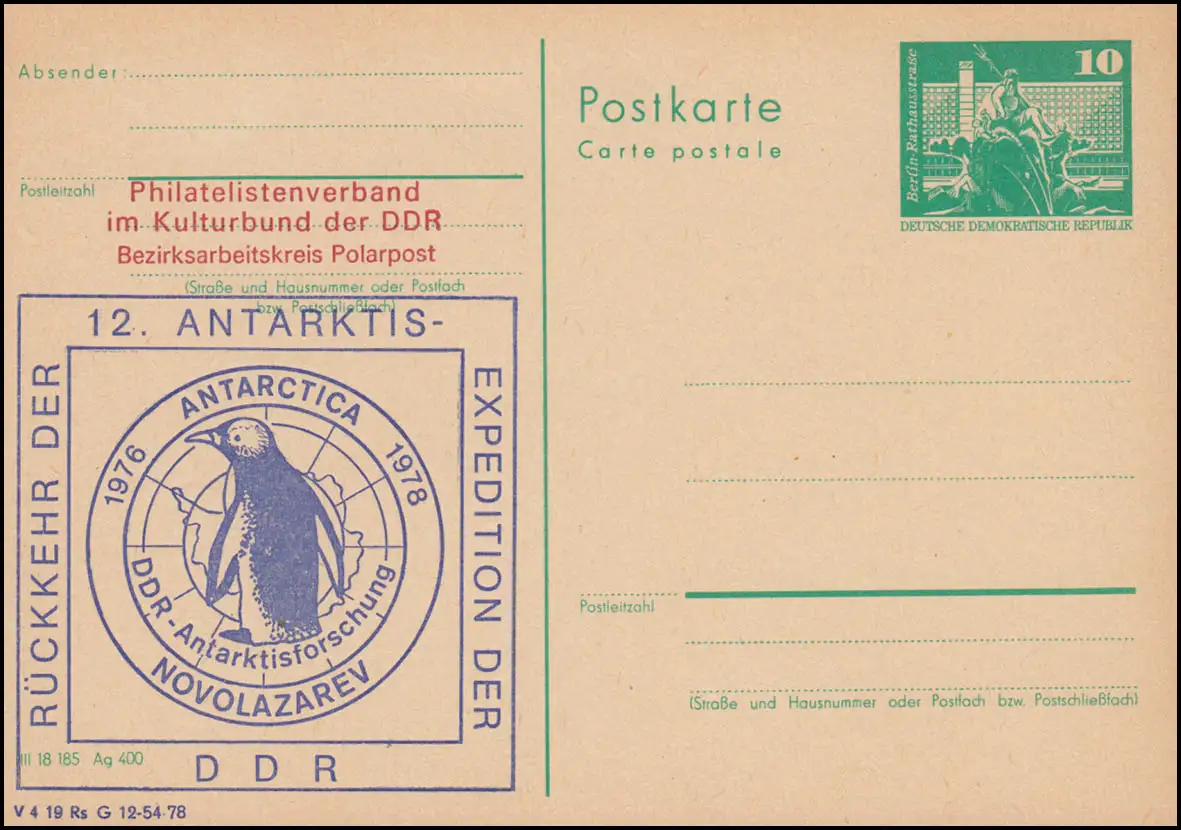 Absender:
Postleitzahl
Philatelistenverband
im Kulturbund der DDR
Bezirksarbeitskreis Polarpost
(Straße und Hausnummer oder Postfach
bzw. Postschließfach)
RÜCKKEHR DER
12. ANTARKTIS-
EXPEDITION DER
DDR
ANTARCTICA
1976
1978
DDR-Antarktisforschung
NOVOLAZAREV
III 18 185 Ag 400
V 4 19 Rs G 12-54-78
Postkarte
Carte postale
Berlin-Rathausstraße
10
DEUTSCHE DEMOKRATISCHE REPUBLIK
Postleitzahl
(Straße und Hausnummer oder Postfach bzw. Postschließfach)